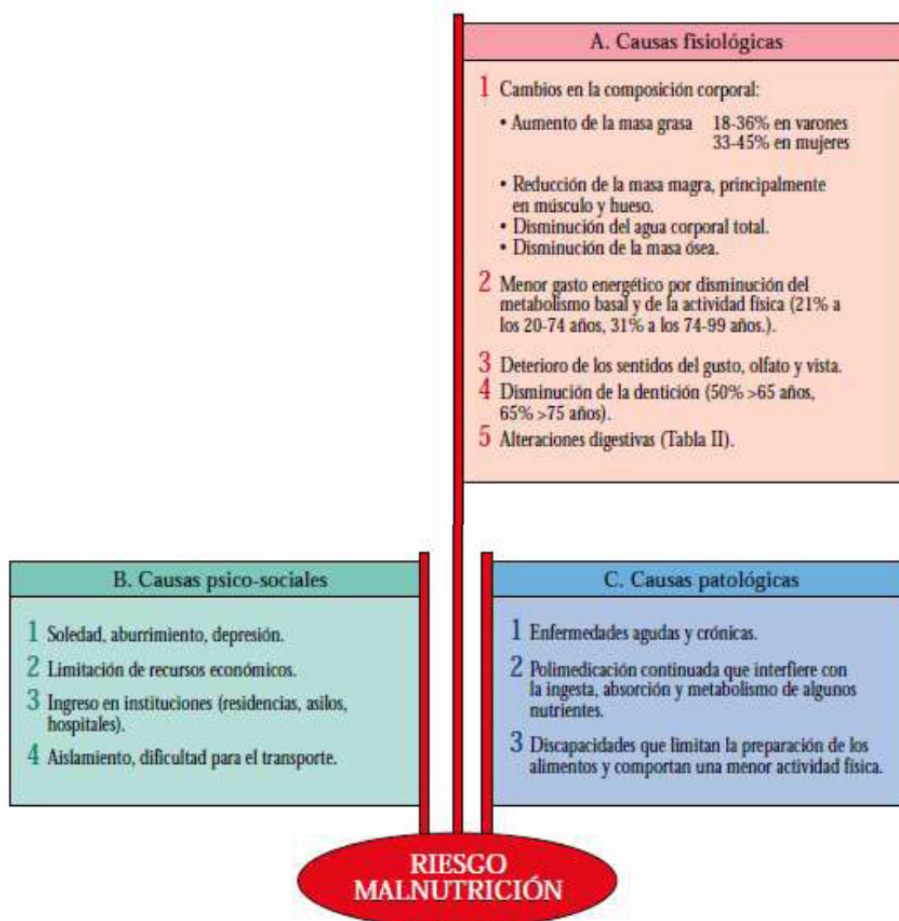 A. Causas fisiológicas
1 Cambios en la composición corporal:
• Aumento de la masa grasa 18-36% en varones
33-45% en mujeres
• Reducción de la masa magra, principalmente
en músculo y hueso.
• Disminución del agua corporal total.
• Disminución de la masa ósea.
2 Menor gasto energético por disminución del
metabolismo basal y de la actividad física (21% a
los 20-74 años, 31% a los 74-99 años.).
3 Deterioro de los sentidos del gusto, olfato y vista.
4 Disminución de la dentición (50% >65 años,
65% >75 años).
5 Alteraciones digestivas (Tabla II).
B. Causas psico-sociales
1 Soledad, aburrimiento, depresión.
2 Limitación de recursos económicos.
3 Ingreso en instituciones (residencias, asilos,
hospitales).
4 Aislamiento, dificultad para el transporte.
C. Causas patológicas
1 Enfermedades agudas y crónicas.
2 Polimedicación continuada que interfiere con
la ingesta, absorción y metabolismo de algunos
nutrientes.
3 Discapacidades que limitan la preparación de los
alimentos y comportan una menor actividad física.
RIESGO
MALNUTRICIÓN